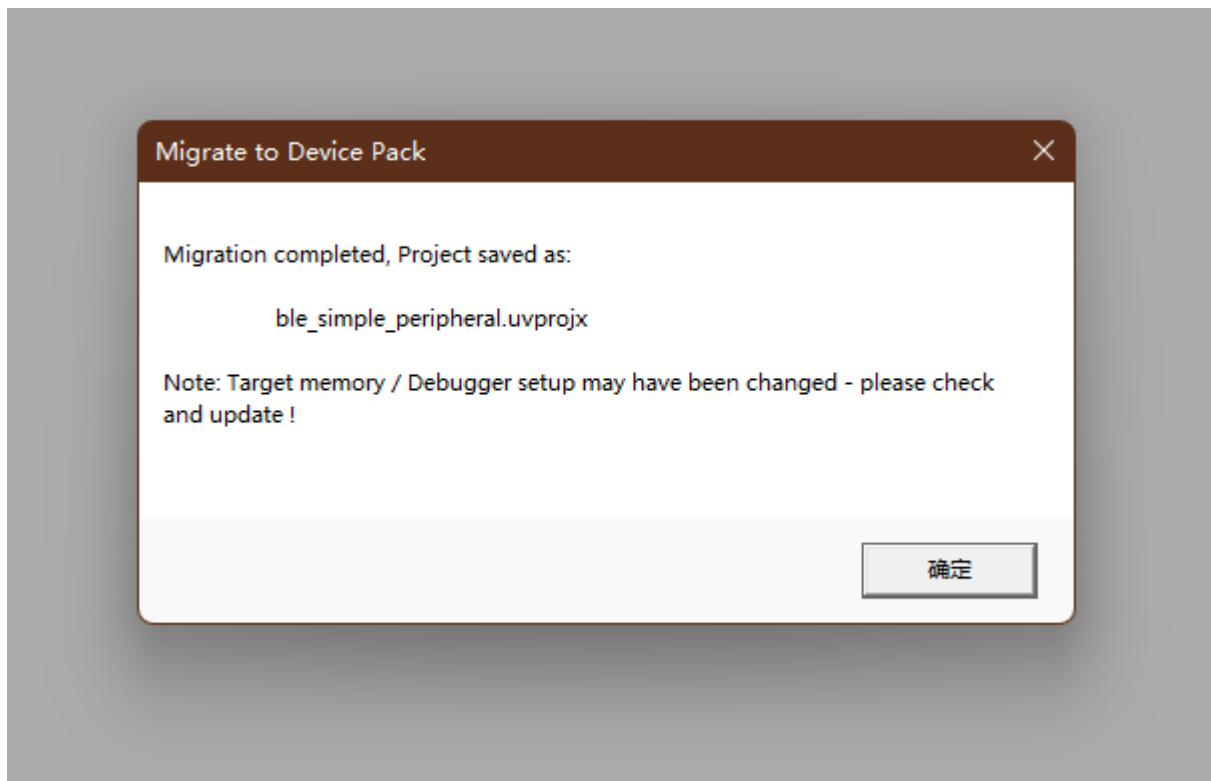 Migrate to Device Pack
Migration completed, Project saved as:
ble_simple_peripheral.uvprojx
Note: Target memory / Debugger setup may have been changed - please check
and update !
确定